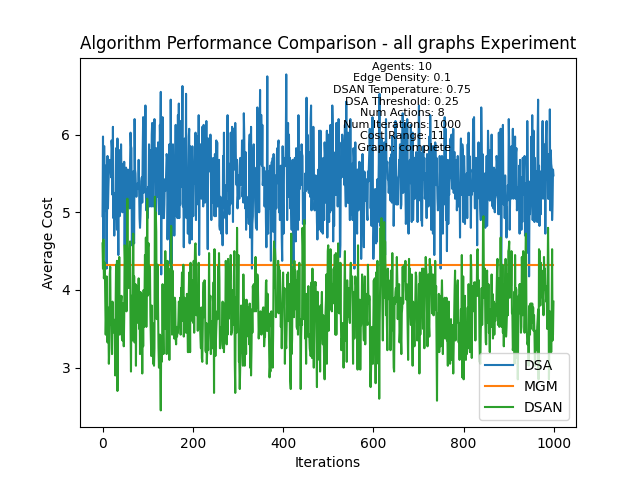 Algorithm Performance Comparison - all graphs Experiment
Agents: 10
Edge Density: 0.1
DSAN Temperature: 0.75
DSA Threshold: 0.25
Num Actions: 8
Num Iterations: 1000
Cost Range: 11
Graph: complete
Average Cost
6
5
4
3
0
200
400
600
800
1000
Iterations
DSA
MGM
DSAN